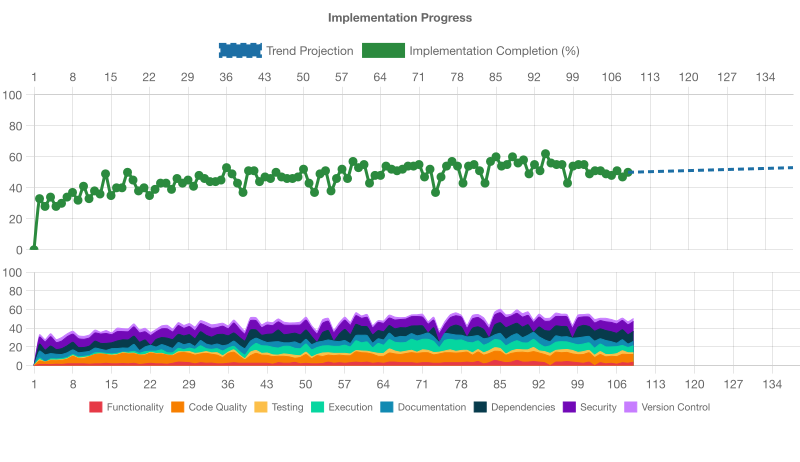 Implementation Progress
Trend Projection Implementation Completion (%)
1 8 15 22 29 36 43 50 57 64 71 78 85 92 99 106 113 120 127 134
100
80
60
40
20
0
100
80
60
40
20
0
1 8 15 22 29 36 43 50 57 64 71 78 85 92 99 106 113 120 127 134
Functionality Code Quality Testing Execution Documentation Dependencies Security Version Control